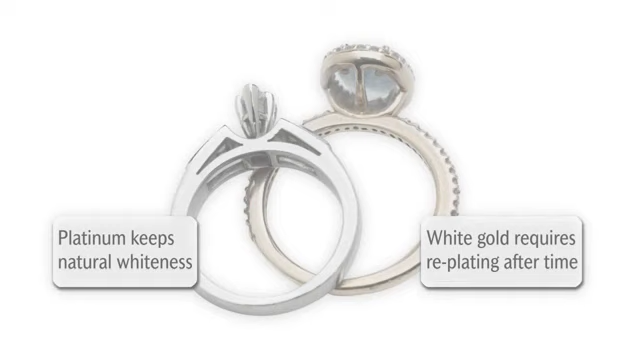 Platinum keeps
natural whiteness
White gold requires
re-plating after time